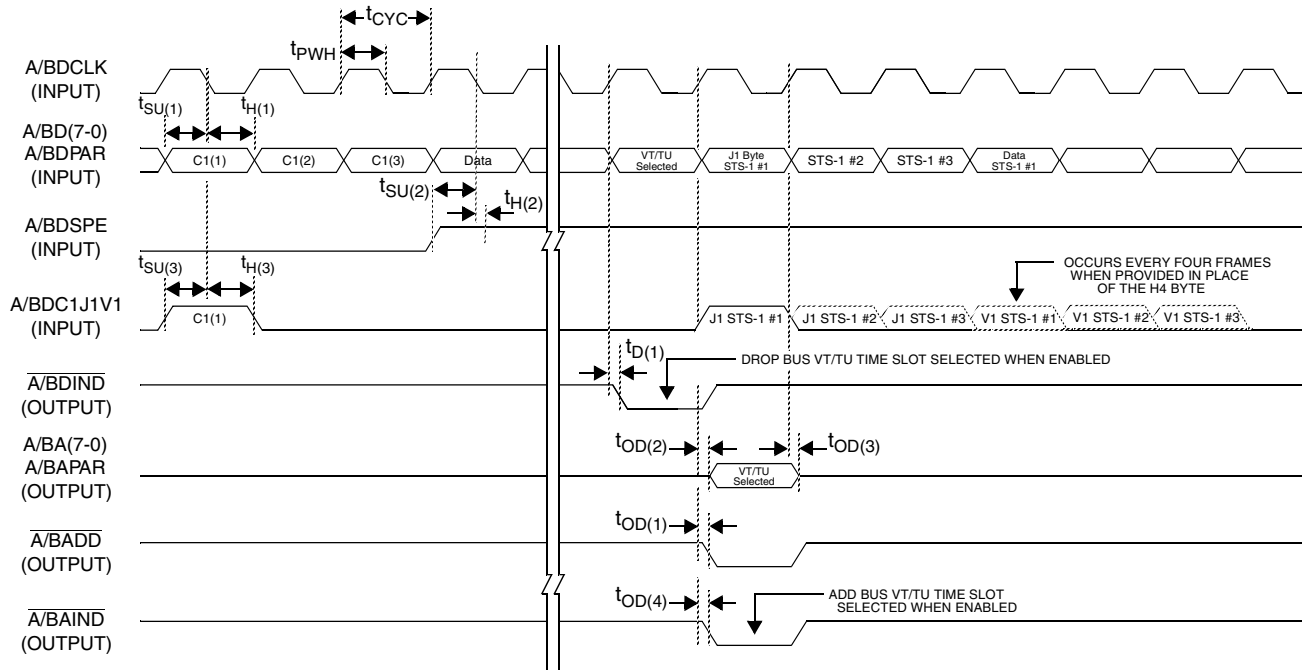 tCYC
tPWH
A/BDCLK
(INPUT)
tSU(1)
tH(1)
A/BD(7-0)
A/BDPAR
(INPUT)
C1(1)
C1(2)
C1(3)
Data
VT/TU
Selected
J1 Byte
STS-1 #1
STS-1 #2
STS-1 #3
Data
STS-1 #1
tSU(2)
tH(2)
A/BDSPE
(INPUT)
tSU(3)
tH(3)
OCCURS EVERY FOUR FRAMES
WHEN PROVIDED IN PLACE
OF THE H4 BYTE
A/BDC1J1V1
(INPUT)
C1(1)
J1 STS-1 #1
J1 STS-1 #2
J1 STS-1 #3
V1 STS-1 #1
V1 STS-1 #2
V1 STS-1 #3
tD(1)
DROP BUS VT/TU TIME SLOT SELECTED WHEN ENABLED
A/BDIND
(OUTPUT)
A/BA(7-0)
A/BAPAR
(OUTPUT)
tOD(2)
tOD(3)
VT/TU
Selected
tOD(1)
A/BADD
(OUTPUT)
tOD(4)
ADD BUS VT/TU TIME SLOT
SELECTED WHEN ENABLED
A/BAIND
(OUTPUT)